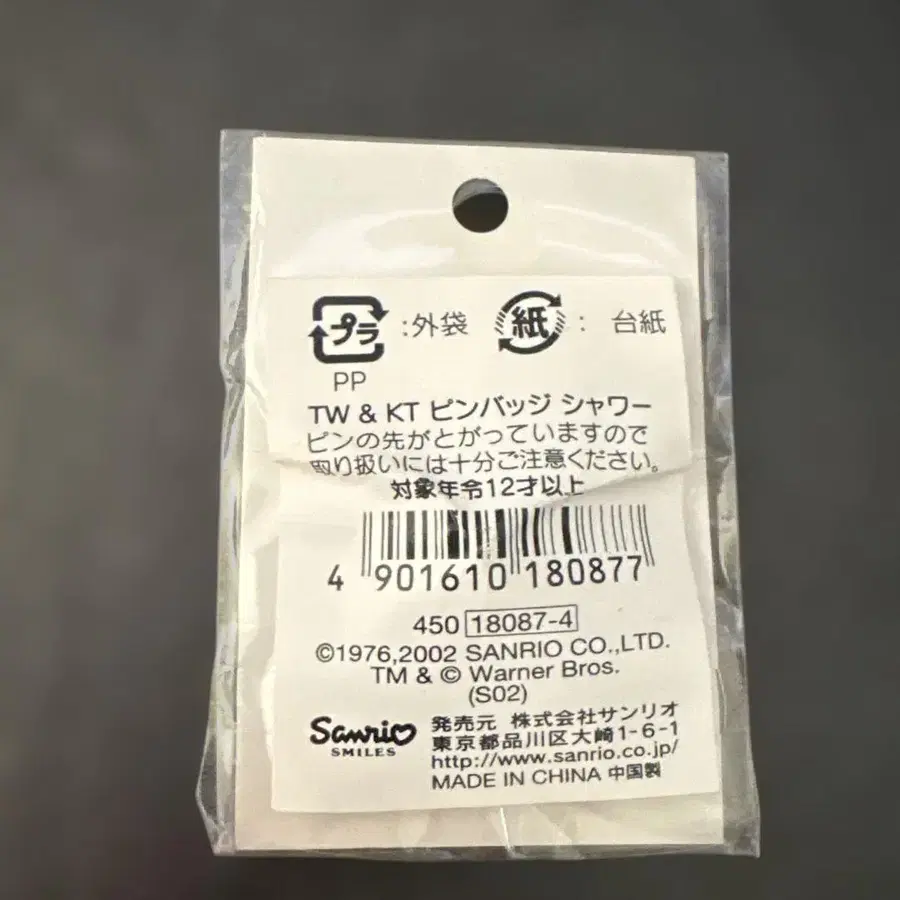 プラ :外袋 紙 : 台紙
PP
TW & KT ピンバッジ シャワー
ピンの先がとがっていますので
取り扱いには十分ご注意ください。
対象年令12才以上
4 901610 180877
450 18087-4
©1976,2002 SANRIO CO.,LTD.
TM & © Warner Bros.
(S02)
Sanrio
SMILES
発売元 株式会社サンリオ
東京都品川区大崎1-6-1
http://www.sanrio.co.jp/
MADE IN CHINA 中国製